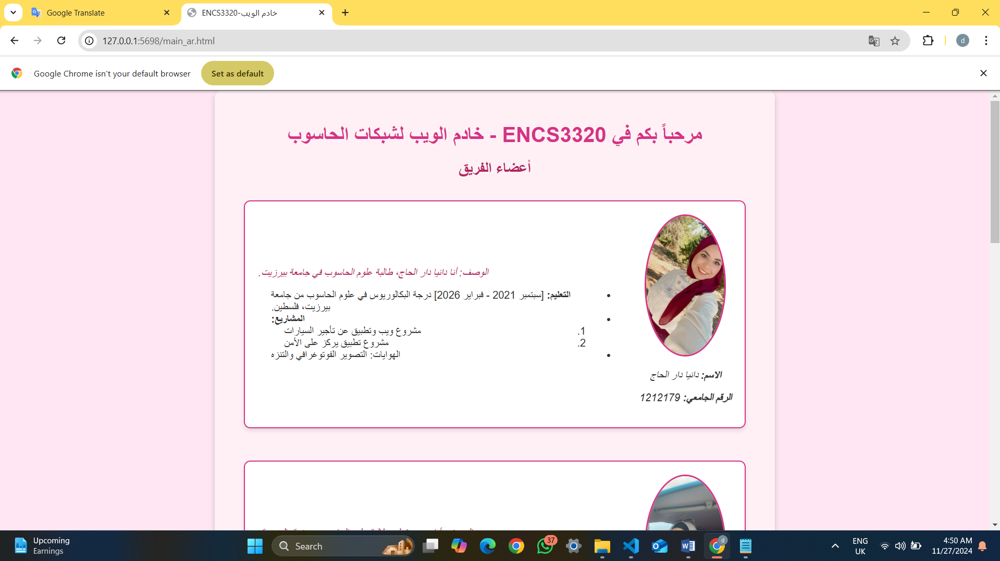 Google Translate
ENCS3320-خادم الويب
127.0.0.1:5698/main_ar.html
d
Google Chrome isn't your default browser
Set as default
مرحباً بكم في ENCS3320 - خادم الويب لشبكات الحاسوب
أعضاء الفريق
الوصف: أنا دانيا دار الحاج، طالبة علوم الحاسوب في جامعة بيرزيت.
التعليم: [سبتمبر 2021 - فبراير 2026] درجة البكالوريوس في علوم الحاسوب من جامعة
بيرزيت، فلسطين.
المشاريع:
1. مشروع ويب وتطبيق عن تأجير السيارات
2. مشروع تطبيق يركز على الأمن
الهوايات: التصوير الفوتوغرافي والتنزه
الاسم: دانيا دار الحاج
الرقم الجامعي: 1212179
Upcoming
Earnings
Search
37
d
ENG
UK
4:50 AM
11/27/2024